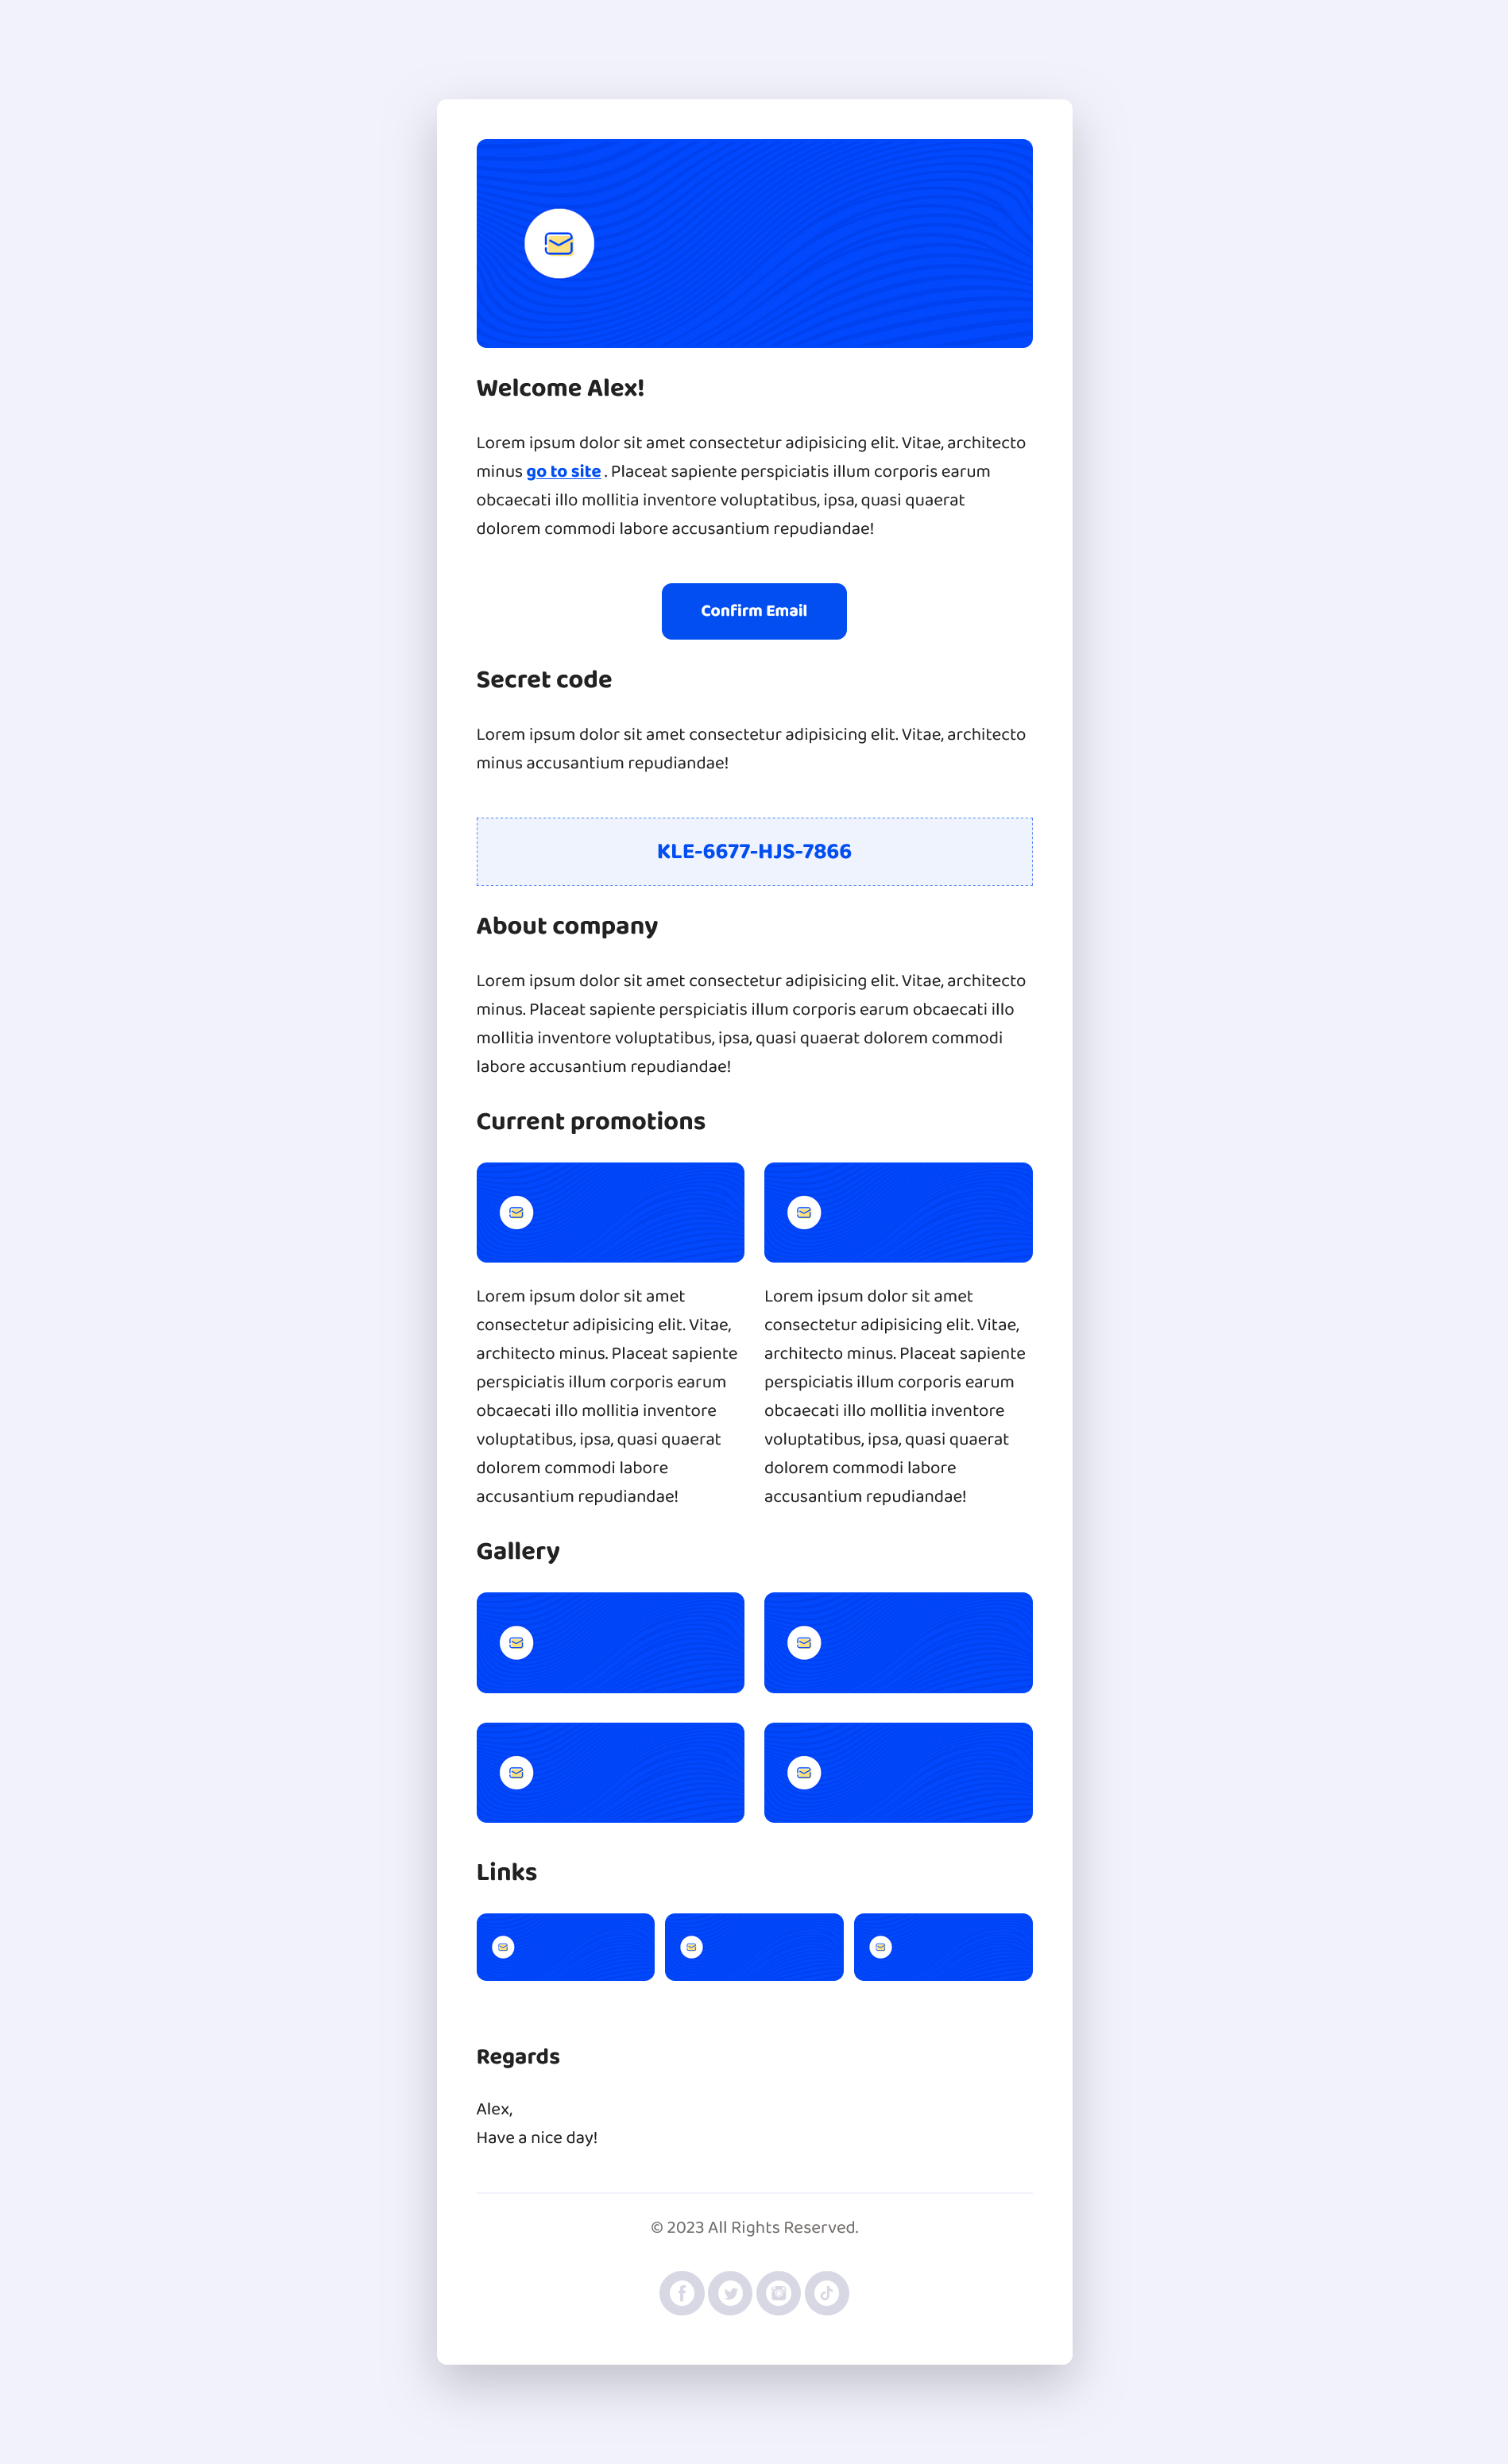 Welcome Alex!
Lorem ipsum dolor sit amet consectetur adipisicing elit. Vitae, architecto
minus go to site . Placeat sapiente perspiciatis illum corporis earum
obcaecati illo mollitia inventore voluptatibus, ipsa, quasi quaerat
dolorem commodi labore accusantium repudiandae!
Confirm Email
Secret code
Lorem ipsum dolor sit amet consectetur adipisicing elit. Vitae, architecto
minus accusantium repudiandae!
KLE-6677-HJS-7866
About company
Lorem ipsum dolor sit amet consectetur adipisicing elit. Vitae, architecto
minus. Placeat sapiente perspiciatis illum corporis earum obcaecati illo
mollitia inventore voluptatibus, ipsa, quasi quaerat dolorem commodi
labore accusantium repudiandae!
Current promotions
Lorem ipsum dolor sit amet
consectetur adipisicing elit. Vitae,
architecto minus. Placeat sapiente
perspiciatis illum corporis earum
obcaecati illo mollitia inventore
voluptatibus, ipsa, quasi quaerat
dolorem commodi labore
accusantium repudiandae!
Lorem ipsum dolor sit amet
consectetur adipisicing elit. Vitae,
architecto minus. Placeat sapiente
perspiciatis illum corporis earum
obcaecati illo mollitia inventore
voluptatibus, ipsa, quasi quaerat
dolorem commodi labore
accusantium repudiandae!
Gallery
Links
Regards
Alex,
Have a nice day!
© 2023 All Rights Reserved.